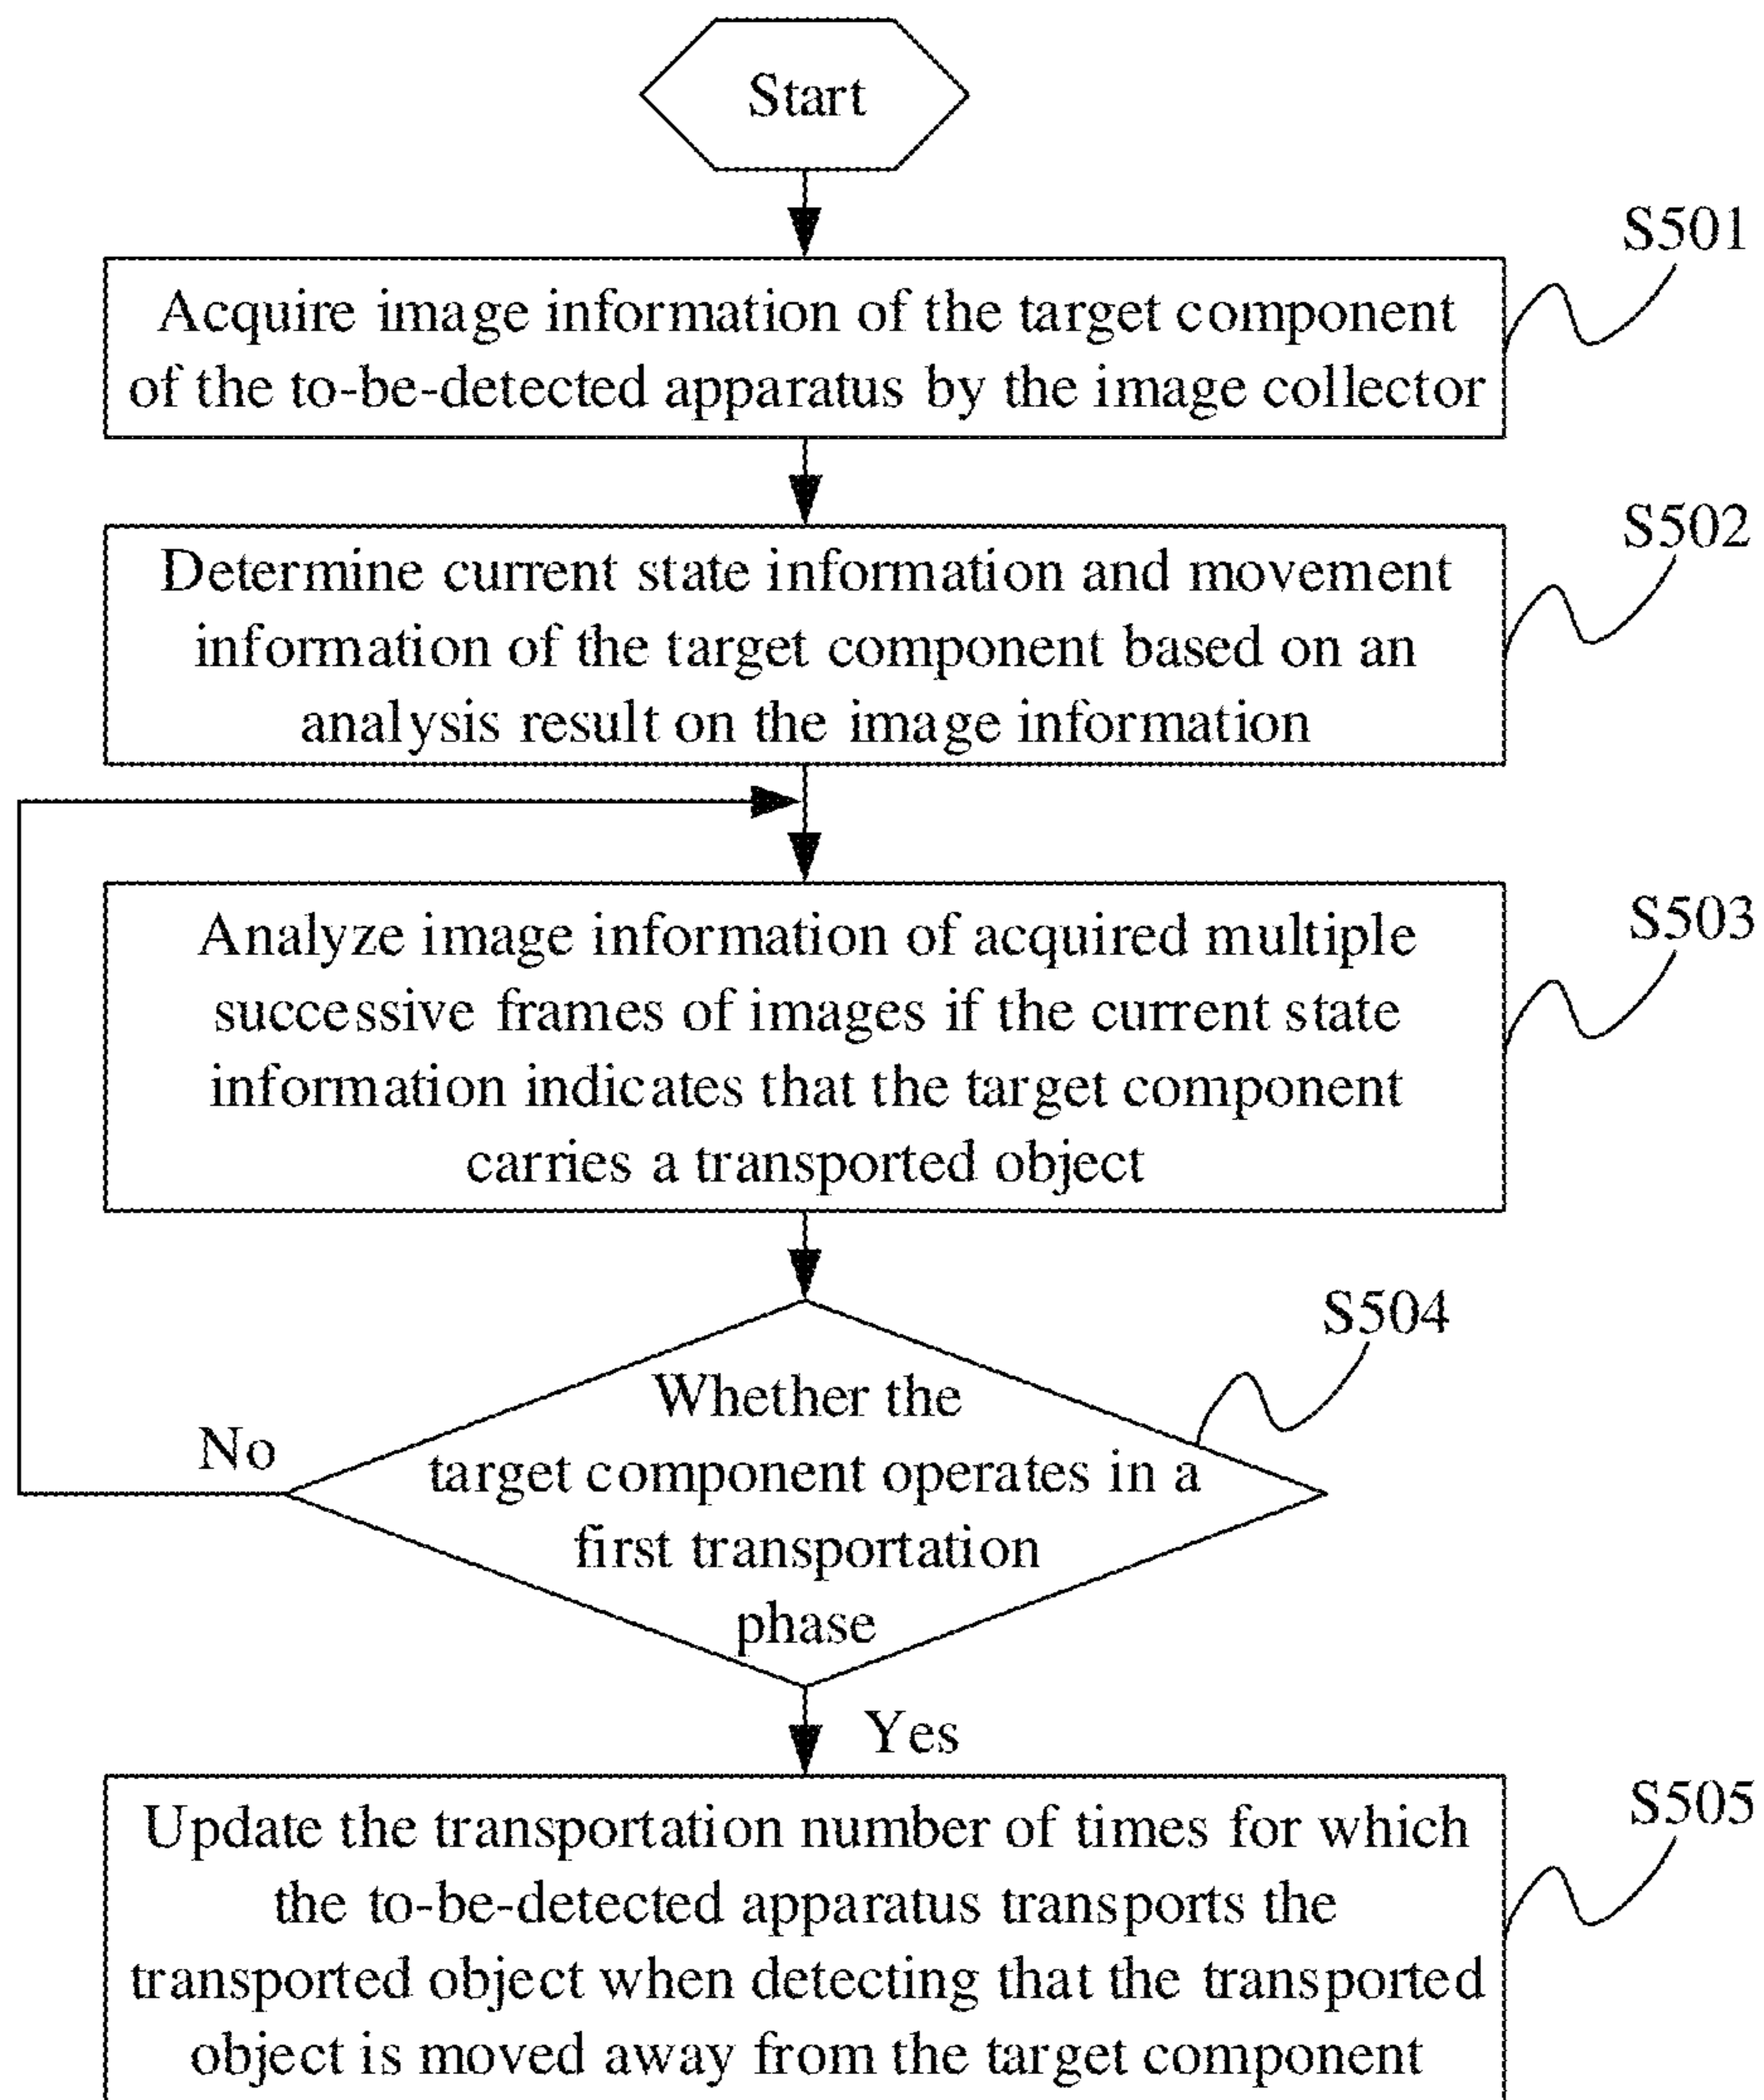 Start
S501
Acquire image information of the target component
of the to-be-detected apparatus by the image collector
S502
Determine current state information and movement
information of the target component based on an
analysis result on the image information
S503
Analyze image information of acquired multiple
successive frames of images if the current state
information indicates that the target component
carries a transported object
S504
Whether the
target component operates in a
first transportation
phase
No
Yes
S505
Update the transportation number of times for which
the to-be-detected apparatus transports the
transported object when detecting that the transported
object is moved away from the target component